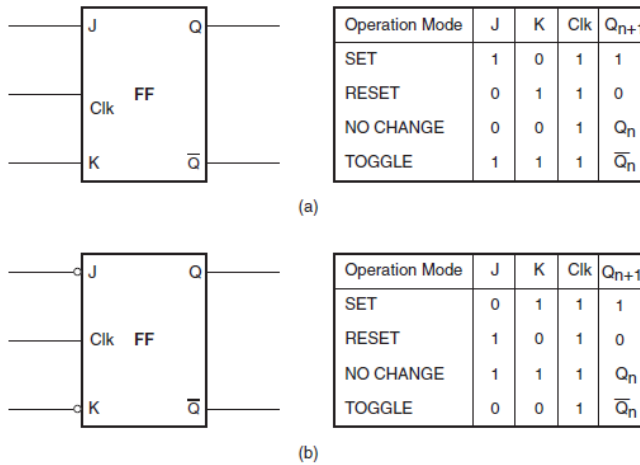 J Q
Clk FF
K Q̅
Operation Mode J K Clk Qn+1
SET 1 0 1 1
RESET 0 1 1 0
NO CHANGE 0 0 1 Qn
TOGGLE 1 1 1 Q̅n
(a)
J Q
Clk FF
K Q̅
Operation Mode J K Clk Qn+1
SET 0 1 1 1
RESET 1 0 1 0
NO CHANGE 1 1 1 Qn
TOGGLE 0 0 1 Q̅n
(b)